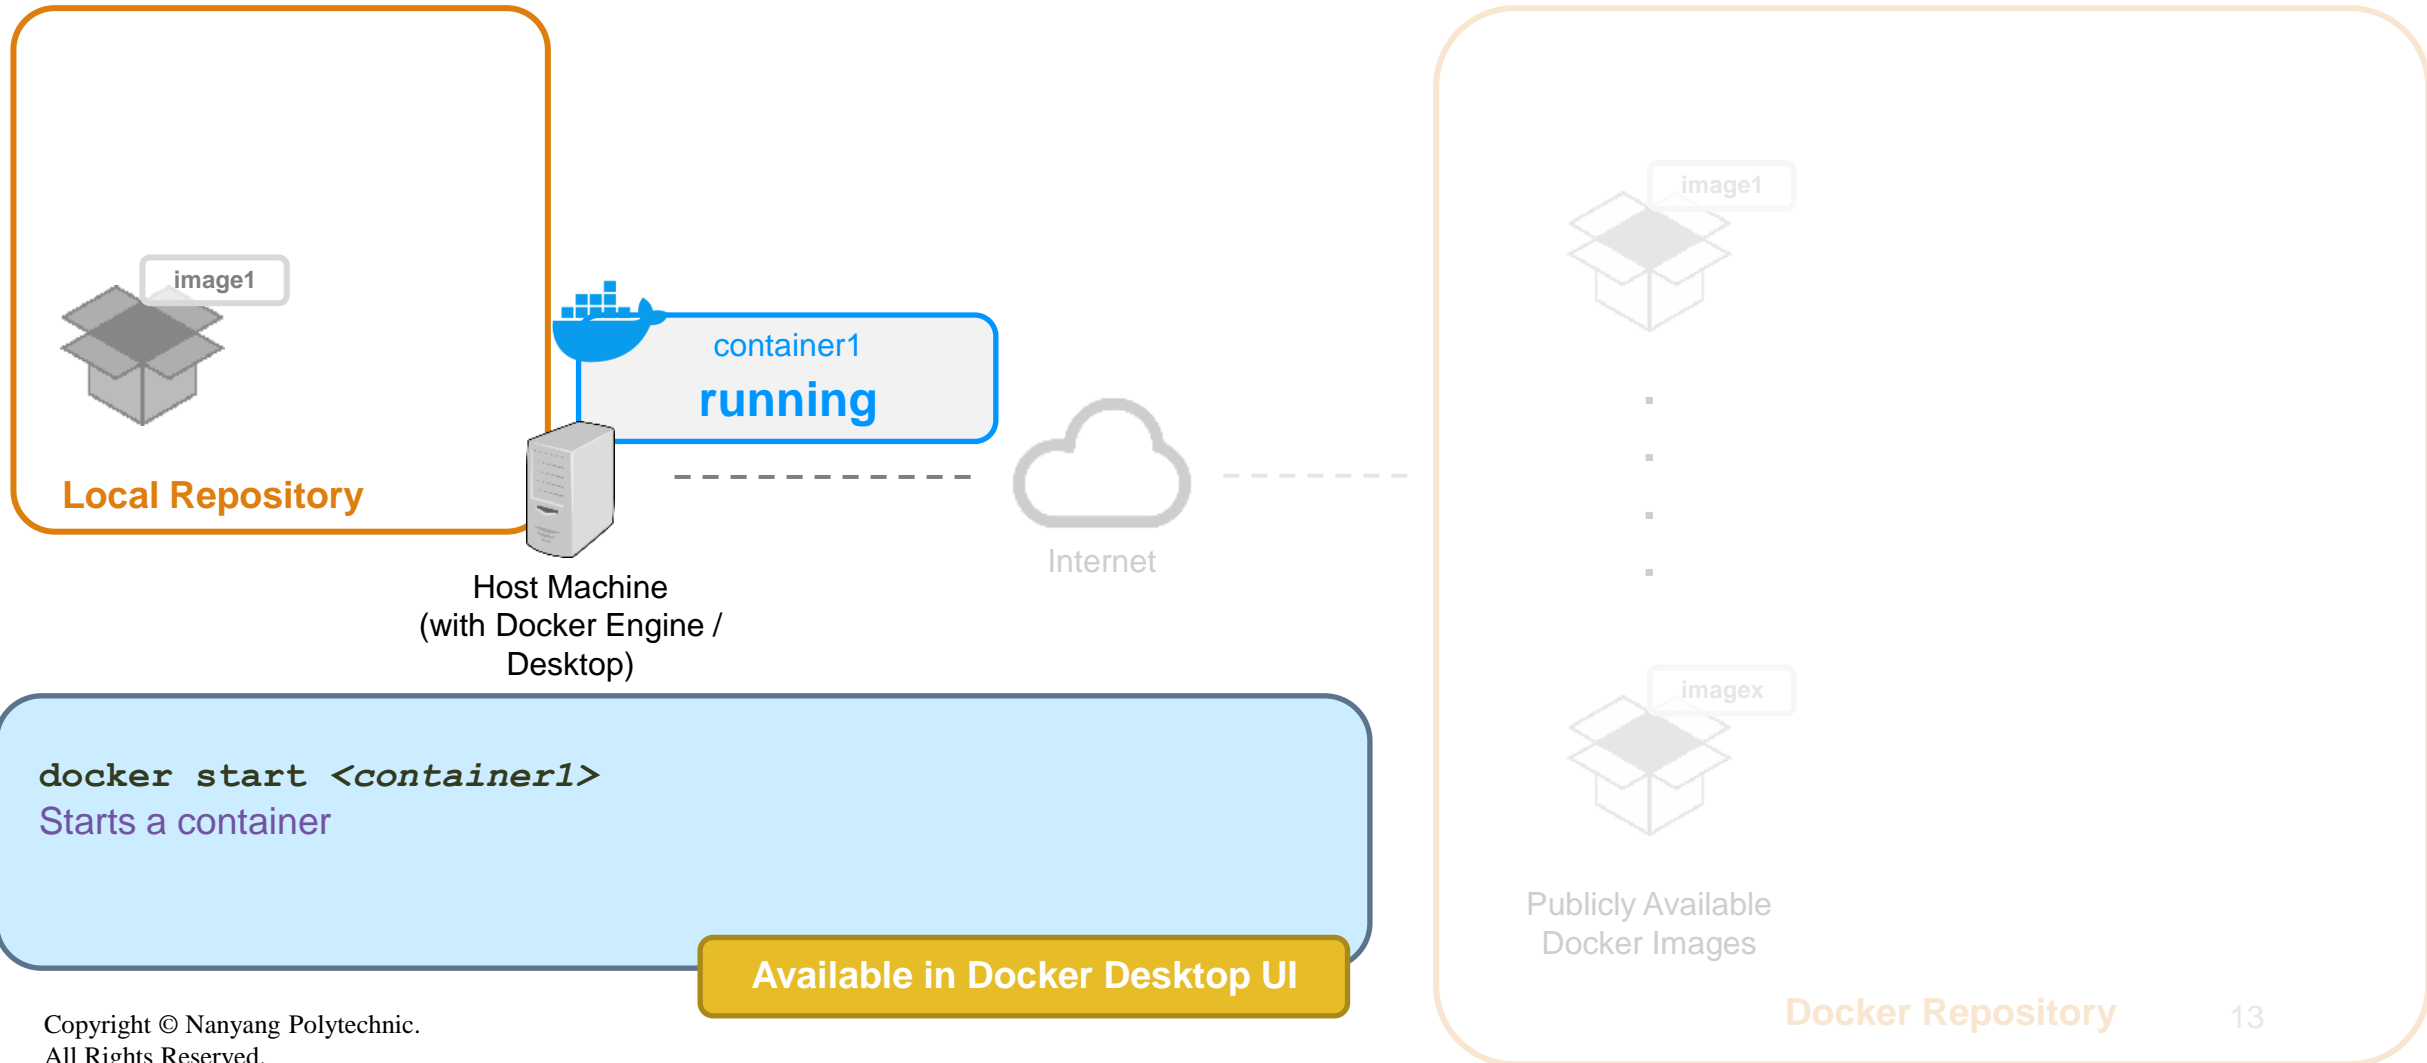 image1
Local Repository
container1
running
Host Machine
(with Docker Engine /
Desktop)
Internet
image1
imagex
Publicly Available
Docker Images
Docker Repository
docker start <container1>
Starts a container
Available in Docker Desktop UI
Copyright © Nanyang Polytechnic.
All Rights Reserved.
13